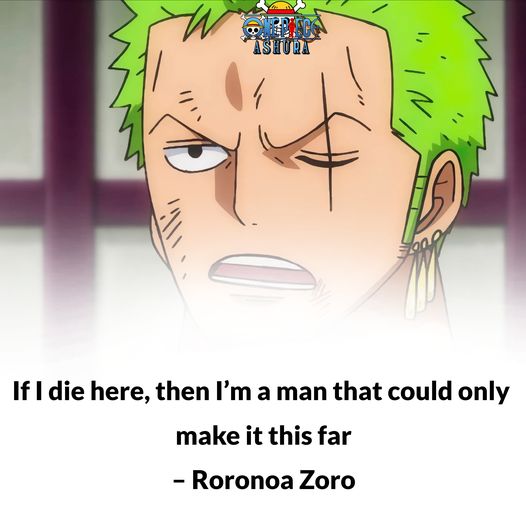 ONE PIECE
ASHURA
If I die here, then I’m a man that could only
make it this far
– Roronoa Zoro